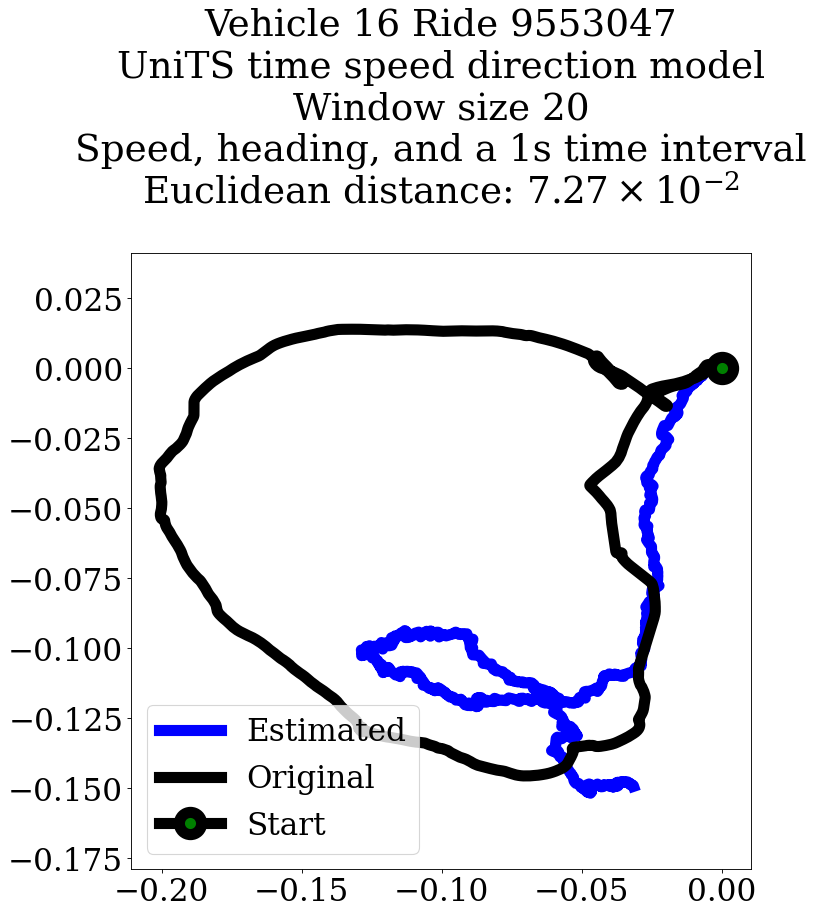 Vehicle 16 Ride 9553047
UniTS time speed direction model
Window size 20
Speed, heading, and a 1s time interval
Euclidean distance: 7.27 × 10⁻²
0.025
0.000
−0.025
−0.050
−0.075
−0.100
−0.125
−0.150
−0.175
Estimated
Original
Start
−0.20 −0.15 −0.10 −0.05 0.00